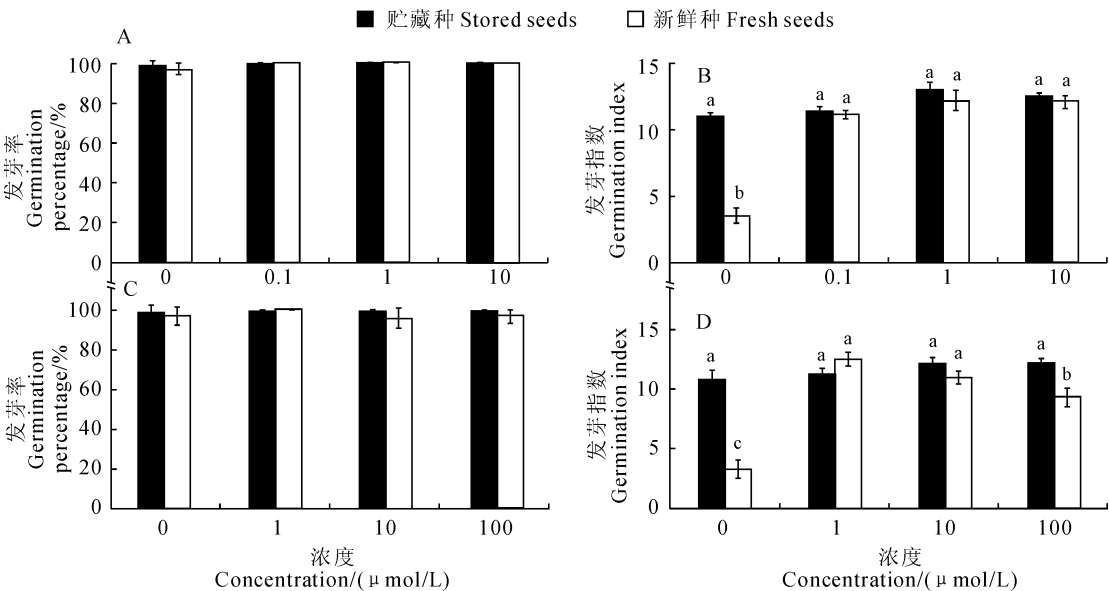 贮藏种 Stored seeds 新鲜种 Fresh seeds
A
发芽率
Germination
percentage/%
100
80
60
40
20
0
0 0.1 1 10
B
发芽指数
Germination index
15
10
5
0
a b a a a a a a
0 0.1 1 10
C
发芽率
Germination
percentage/%
100
80
60
40
20
0
0 1 10 100
浓度
Concentration/(μmol/L)
D
发芽指数
Germination index
15
10
5
0
a c a a a a a b
0 1 10 100
浓度
Concentration/(μmol/L)